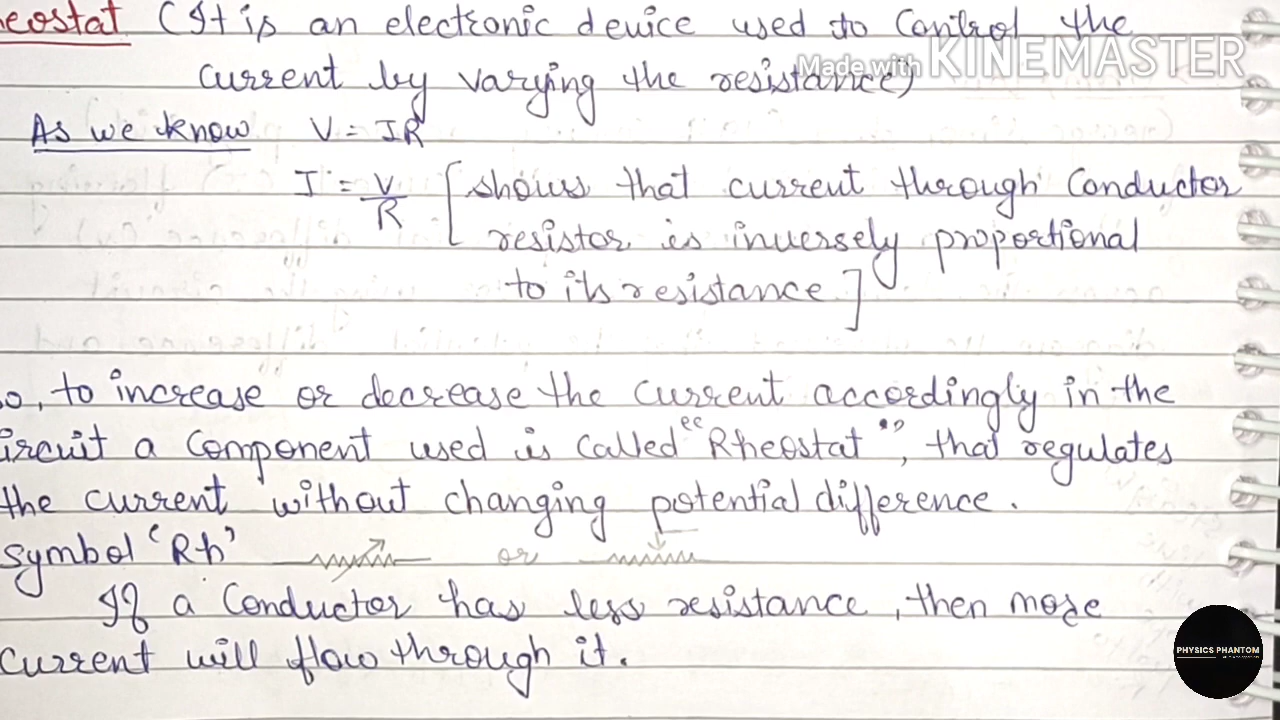 eostat (It is an electronic device used to Control the
Made with KINEMASTER
current by varying the resistance)
As we know V = IR
I = V/R [shows that current through Conductor
resistor is inversely proportional
to its resistance]
o, to increase or decrease the current accordingly in the
ircuit a Component used is called "Rheostat", that regulates
the current without changing potential difference.
symbol 'Rh' or
If a Conductor has less resistance, then more
current will flow through it.
PHYSICS PHANTOM